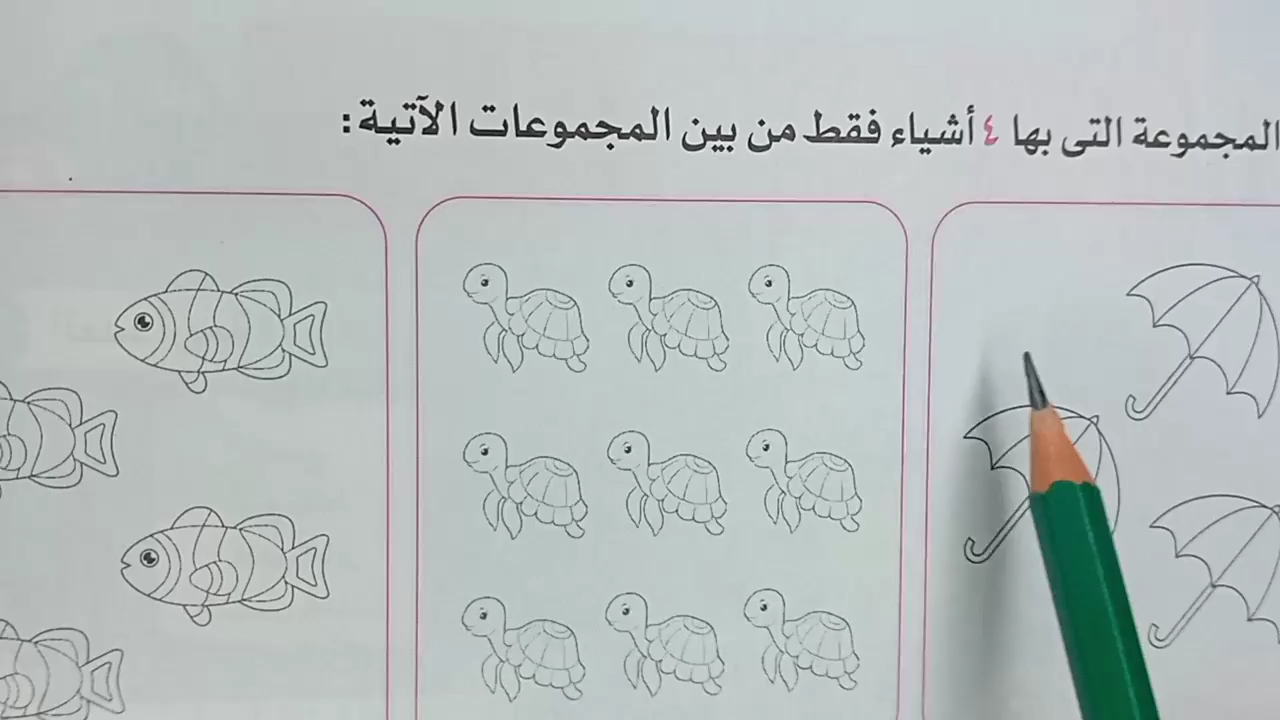 المجموعة التى بها ٤ أشياء فقط من بين المجموعات الآتية: